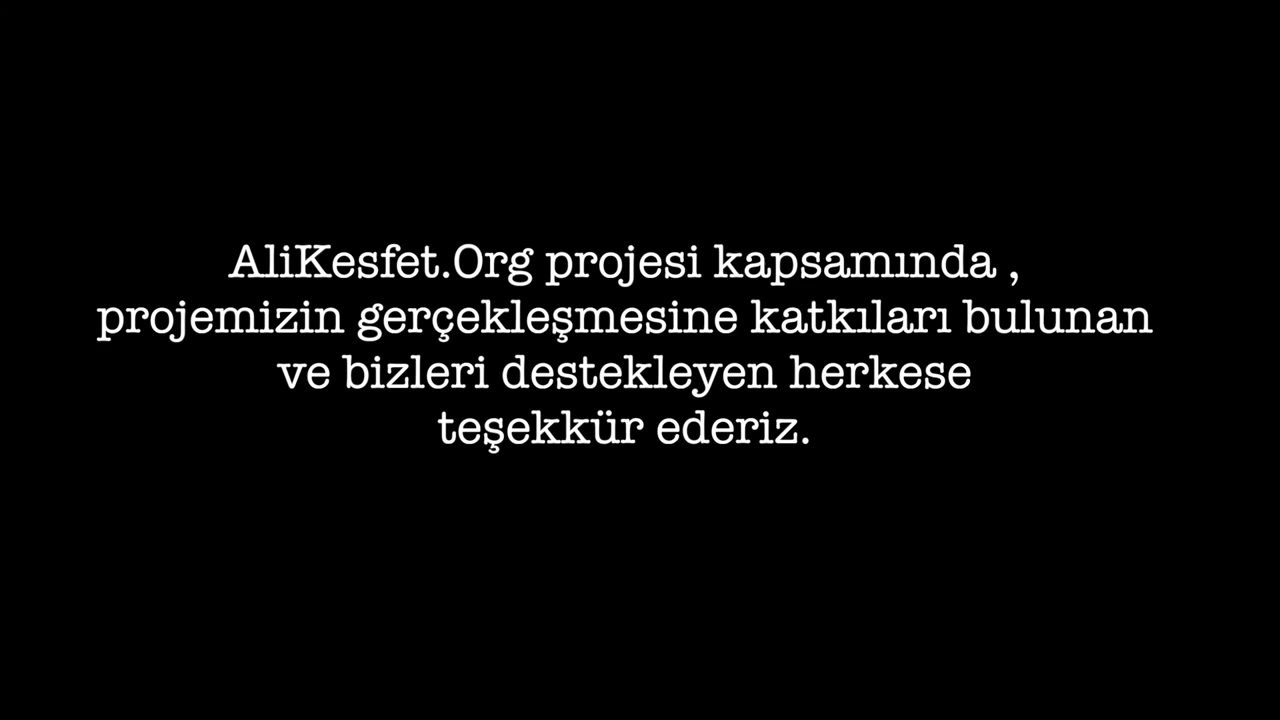 AliKesfet.Org projesi kapsamında ,
projemizin gerçekleşmesine katkıları bulunan
ve bizleri destekleyen herkese
teşekkür ederiz.